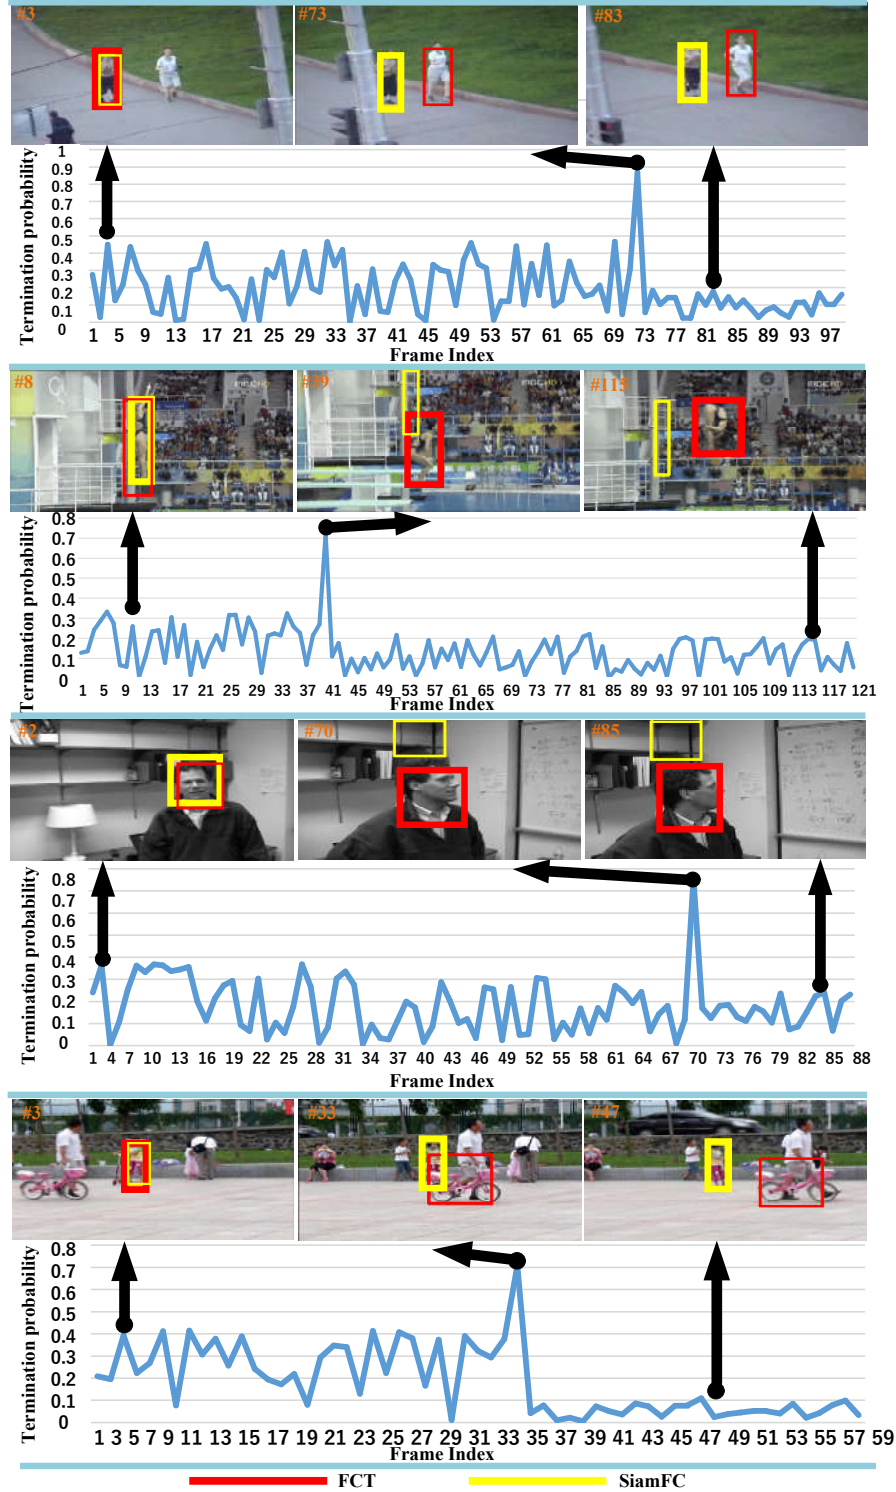 #3 #73 #83
Termination probability
1
0.9
0.8
0.7
0.6
0.5
0.4
0.3
0.2
0.1
0
1 5 9 13 17 21 25 29 33 37 41 45 49 53 57 61 65 69 73 77 81 85 89 93 97
Frame Index
#8 #39 #115
Termination probability
0.8
0.7
0.6
0.5
0.4
0.3
0.2
0.1
0
1 5 9 13 17 21 25 29 33 37 41 45 49 53 57 61 65 69 73 77 81 85 89 93 97 101 105 109 113 117 121
Frame Index
#2 #70 #85
Termination probability
0.8
0.7
0.6
0.5
0.4
0.3
0.2
0.1
0
1 4 7 10 13 16 19 22 25 28 31 34 37 40 43 46 49 52 55 58 61 64 67 70 73 76 79 82 85 88
Frame Index
#3 #33 #47
Termination probability
0.8
0.7
0.6
0.5
0.4
0.3
0.2
0.1
0
1 3 5 7 9 11 13 15 17 19 21 23 25 27 29 31 33 35 37 39 41 43 45 47 49 51 53 55 57 59
Frame Index
FCT SiamFC